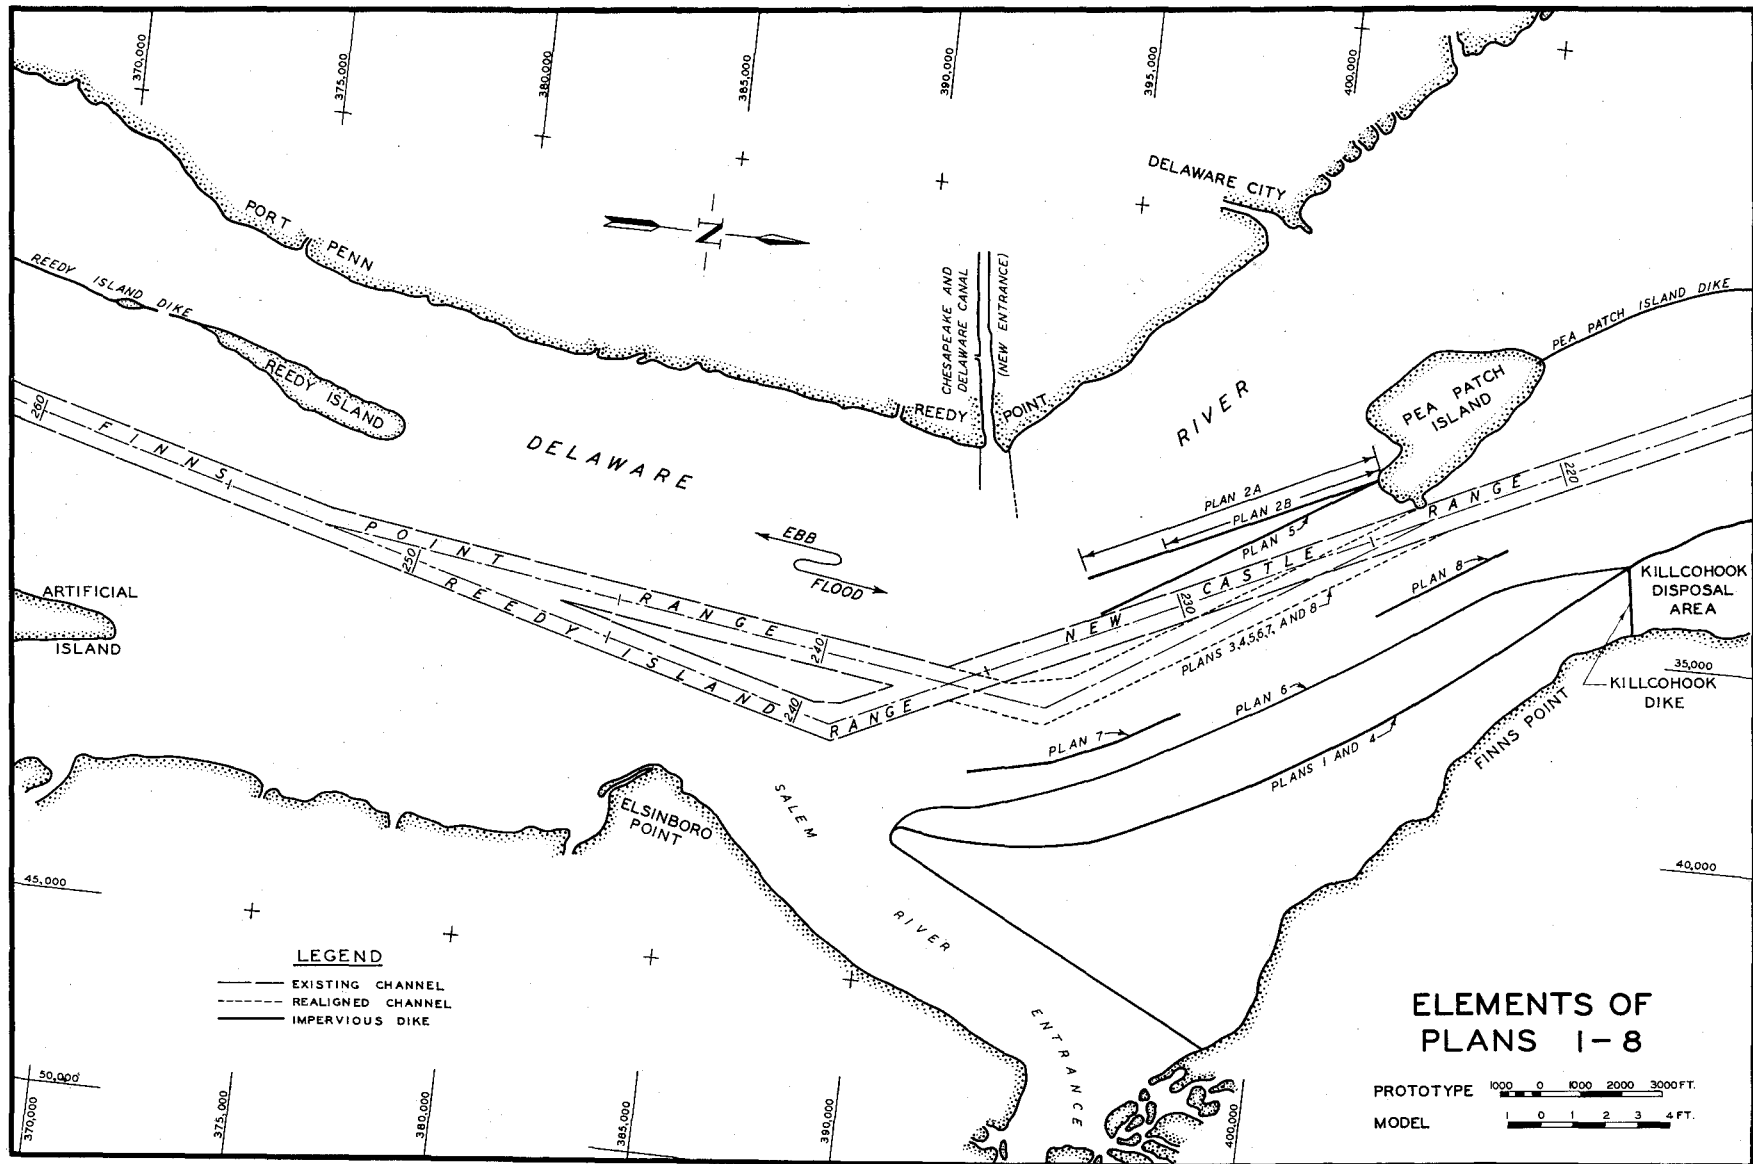 370,000
375,000
380,000
385,000
390,000
395,000
400,000
DELAWARE CITY
PORT PENN
N
REEDY ISLAND DIKE
CHESAPEAKE AND
DELAWARE CANAL
(NEW ENTRANCE)
PEA PATCH ISLAND DIKE
REEDY
ISLAND
REEDY POINT
PEA PATCH
ISLAND
DELAWARE
RIVER
260
FINNS POINT RANGE
PLAN 2A
PLAN 2B
PLAN 5
NEW CASTLE RANGE
220
250
EBB
FLOOD
230
PLAN 8
PLANS 3,4,5,6,7, AND 8
ARTIFICIAL
ISLAND
REEDY ISLAND RANGE
240
240
KILLCOHOOK
DISPOSAL
AREA
35,000
KILLCOHOOK
DIKE
FINNS POINT
PLAN 6
PLAN 7
PLANS 1 AND 4
ELSINBORO
POINT
SALEM
RIVER
ENTRANCE
40,000
45,000
50,000
LEGEND
EXISTING CHANNEL
REALIGNED CHANNEL
IMPERVIOUS DIKE
ELEMENTS OF
PLANS 1-8
PROTOTYPE 1000 0 1000 2000 3000 FT.
MODEL 1 0 1 2 3 4 FT.
370,000
375,000
380,000
385,000
390,000
400,000